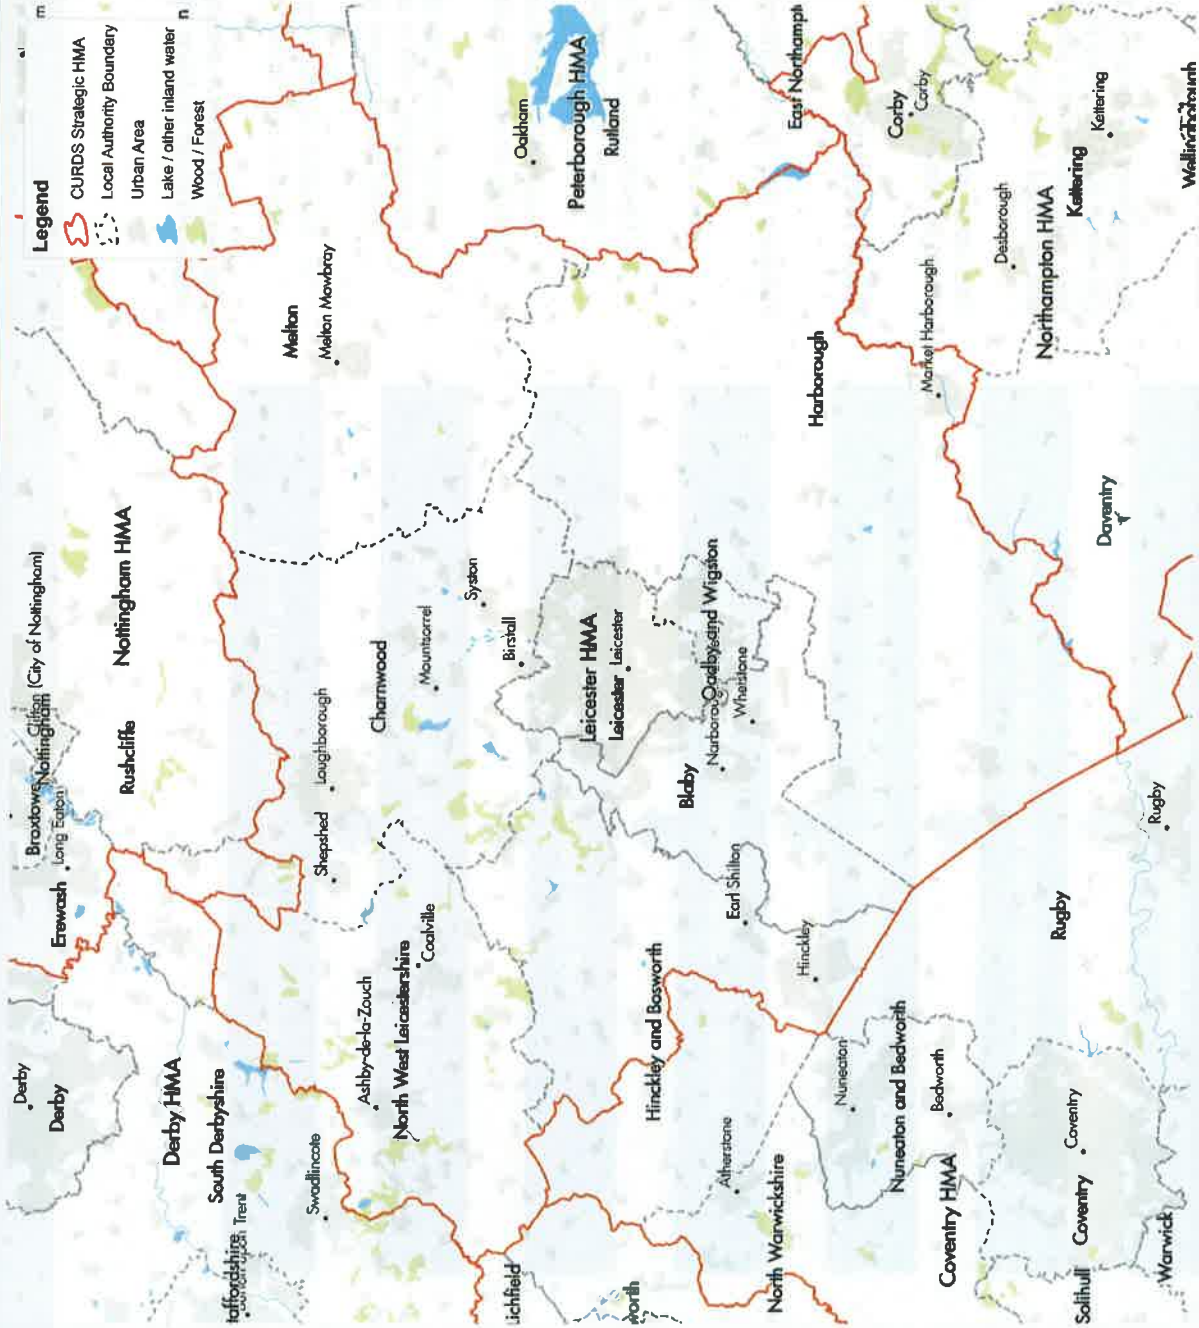 Legend
CURDS Strategic HMA
Local Authority Boundary
Urban Area
Lake / other inland water
Wood / Forest
Derby
Derby
Erewash
Long Eaton
Broxtowe
Nottingham
Clifton (City of Nottingham)
Rushcliffe
Nottingham HMA
Derby HMA
South Derbyshire
taffordshire
Trent
Swadlincote
Ashby-de-la-Zouch
North West Leicestershire
Coalville
Shepshed
Loughborough
Charnwood
Mountsorrel
Syston
Birstall
Melton
Melton Mowbray
Oakham
Peterborough HMA
Rutland
Leicester HMA
Leicester
Leicester
Oadby and Wigston
Whetstone
Blaby
Earl Shilton
Hinckley
Hinckley and Bosworth
Lichfield
worth
Atherstone
North Warwickshire
Nuneaton
Nuneaton and Bedworth
Bedworth
Coventry HMA
Coventry
Coventry
Solihull
Warwick
Rugby
Rugby
Daventry
Harborough
Market Harborough
East Northampt
Corby
Corby
Desborough
Northampton HMA
Kettering
Kettering
Wellingborough